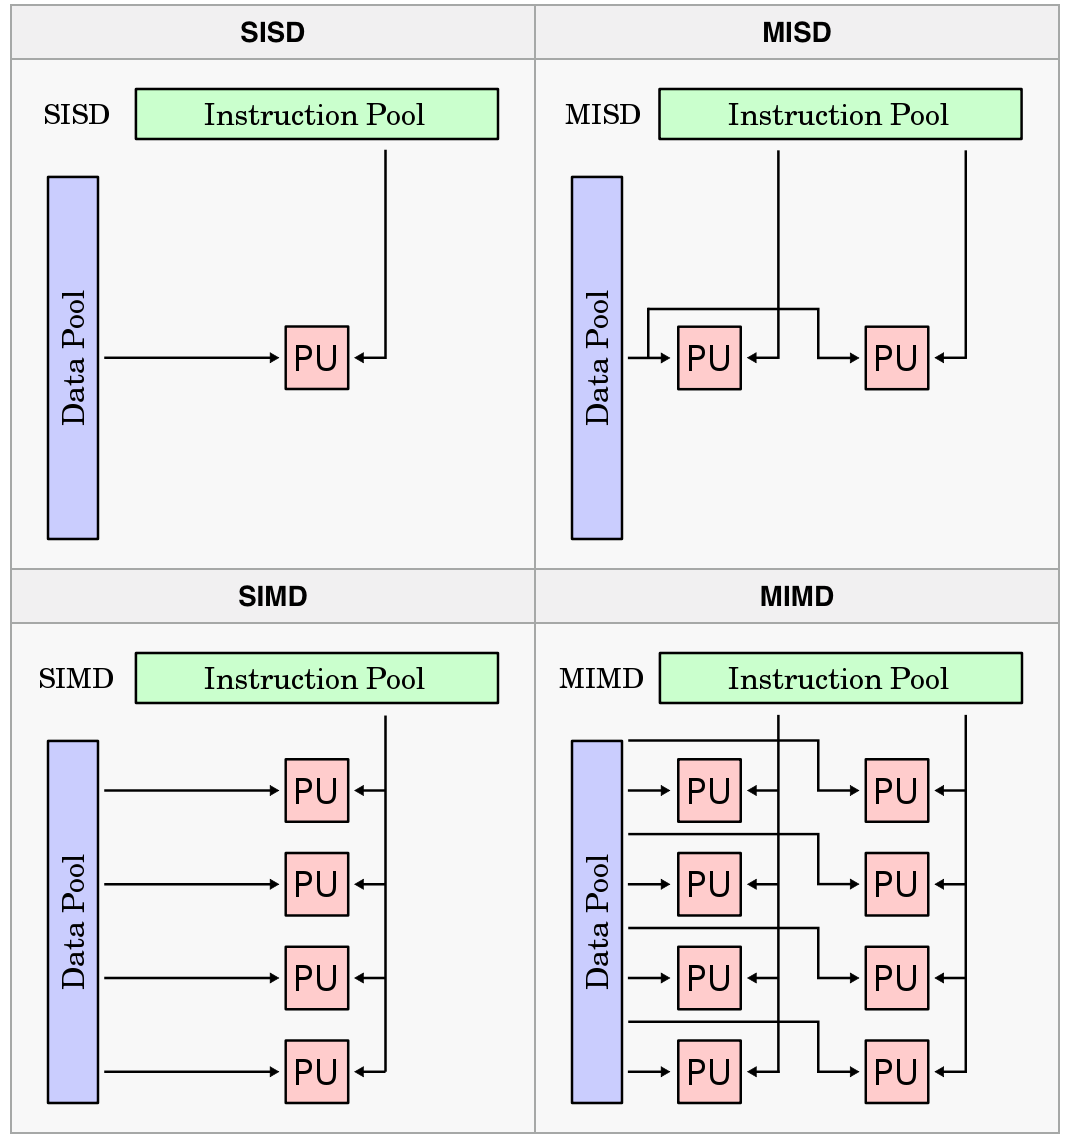 SISD
MISD
SISD
Instruction Pool
Data Pool
PU
MISD
Instruction Pool
Data Pool
PU
PU
SIMD
MIMD
SIMD
Instruction Pool
Data Pool
PU
PU
PU
PU
MIMD
Instruction Pool
Data Pool
PU
PU
PU
PU
PU
PU
PU
PU